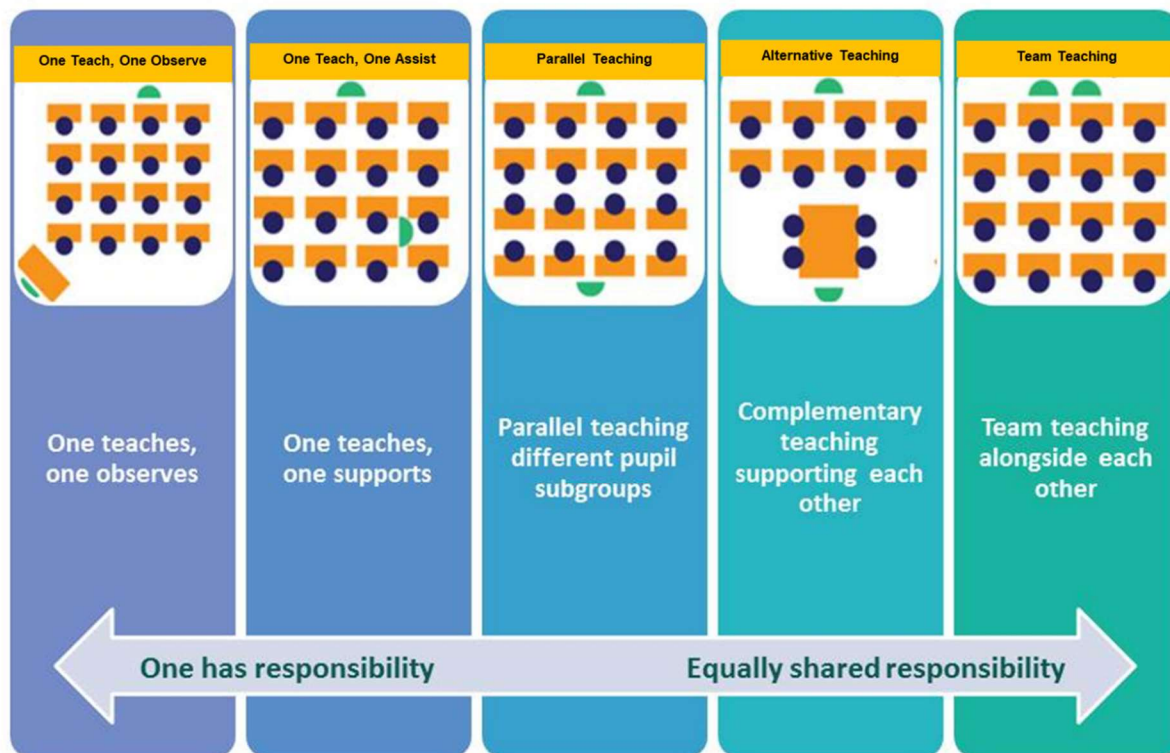 One Teach, One Observe
One Teach, One Assist
Parallel Teaching
Alternative Teaching
Team Teaching
One teaches,
one observes
One teaches,
one supports
Parallel teaching
different pupil
subgroups
Complementary
teaching
supporting each
other
Team teaching
alongside each
other
One has responsibility
Equally shared responsibility